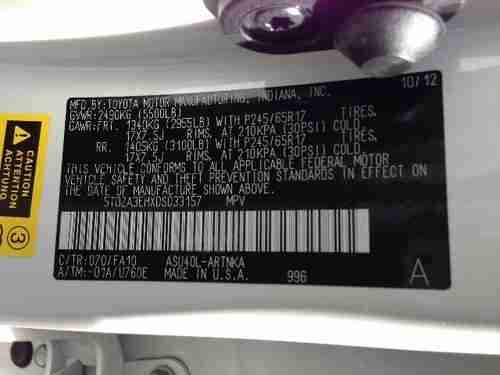 MFD. BY: TOYOTA MOTOR MANUFACTURING, INDIANA, INC. 10/12
GVWR: 2490KG (5500LB)
GAWR: FRT. 1340KG (2955LB) WITH P245/65R17 TIRES.
17X7.5J RIMS. AT 210KPA (30PSI) COLD
RR. 1405KG (3100LB) WITH P245/65R17 TIRES.
17X7.5J RIMS. AT 210KPA (30PSI) COLD
THIS VEHICLE CONFORMS TO ALL APPLICABLE FEDERAL MOTOR
VEHICLE SAFETY AND THEFT PREVENTION STANDARDS IN EFFECT
ON THE DATE OF MANUFACTURE SHOWN ABOVE.
5TDZA3EHXDS033157 MPV
C/TR: 070/FA10 ASU40L-ARTNKA
A/TM: -01A/U760E MADE IN U.S.A. 996 A
CAUTION
ATTENTION